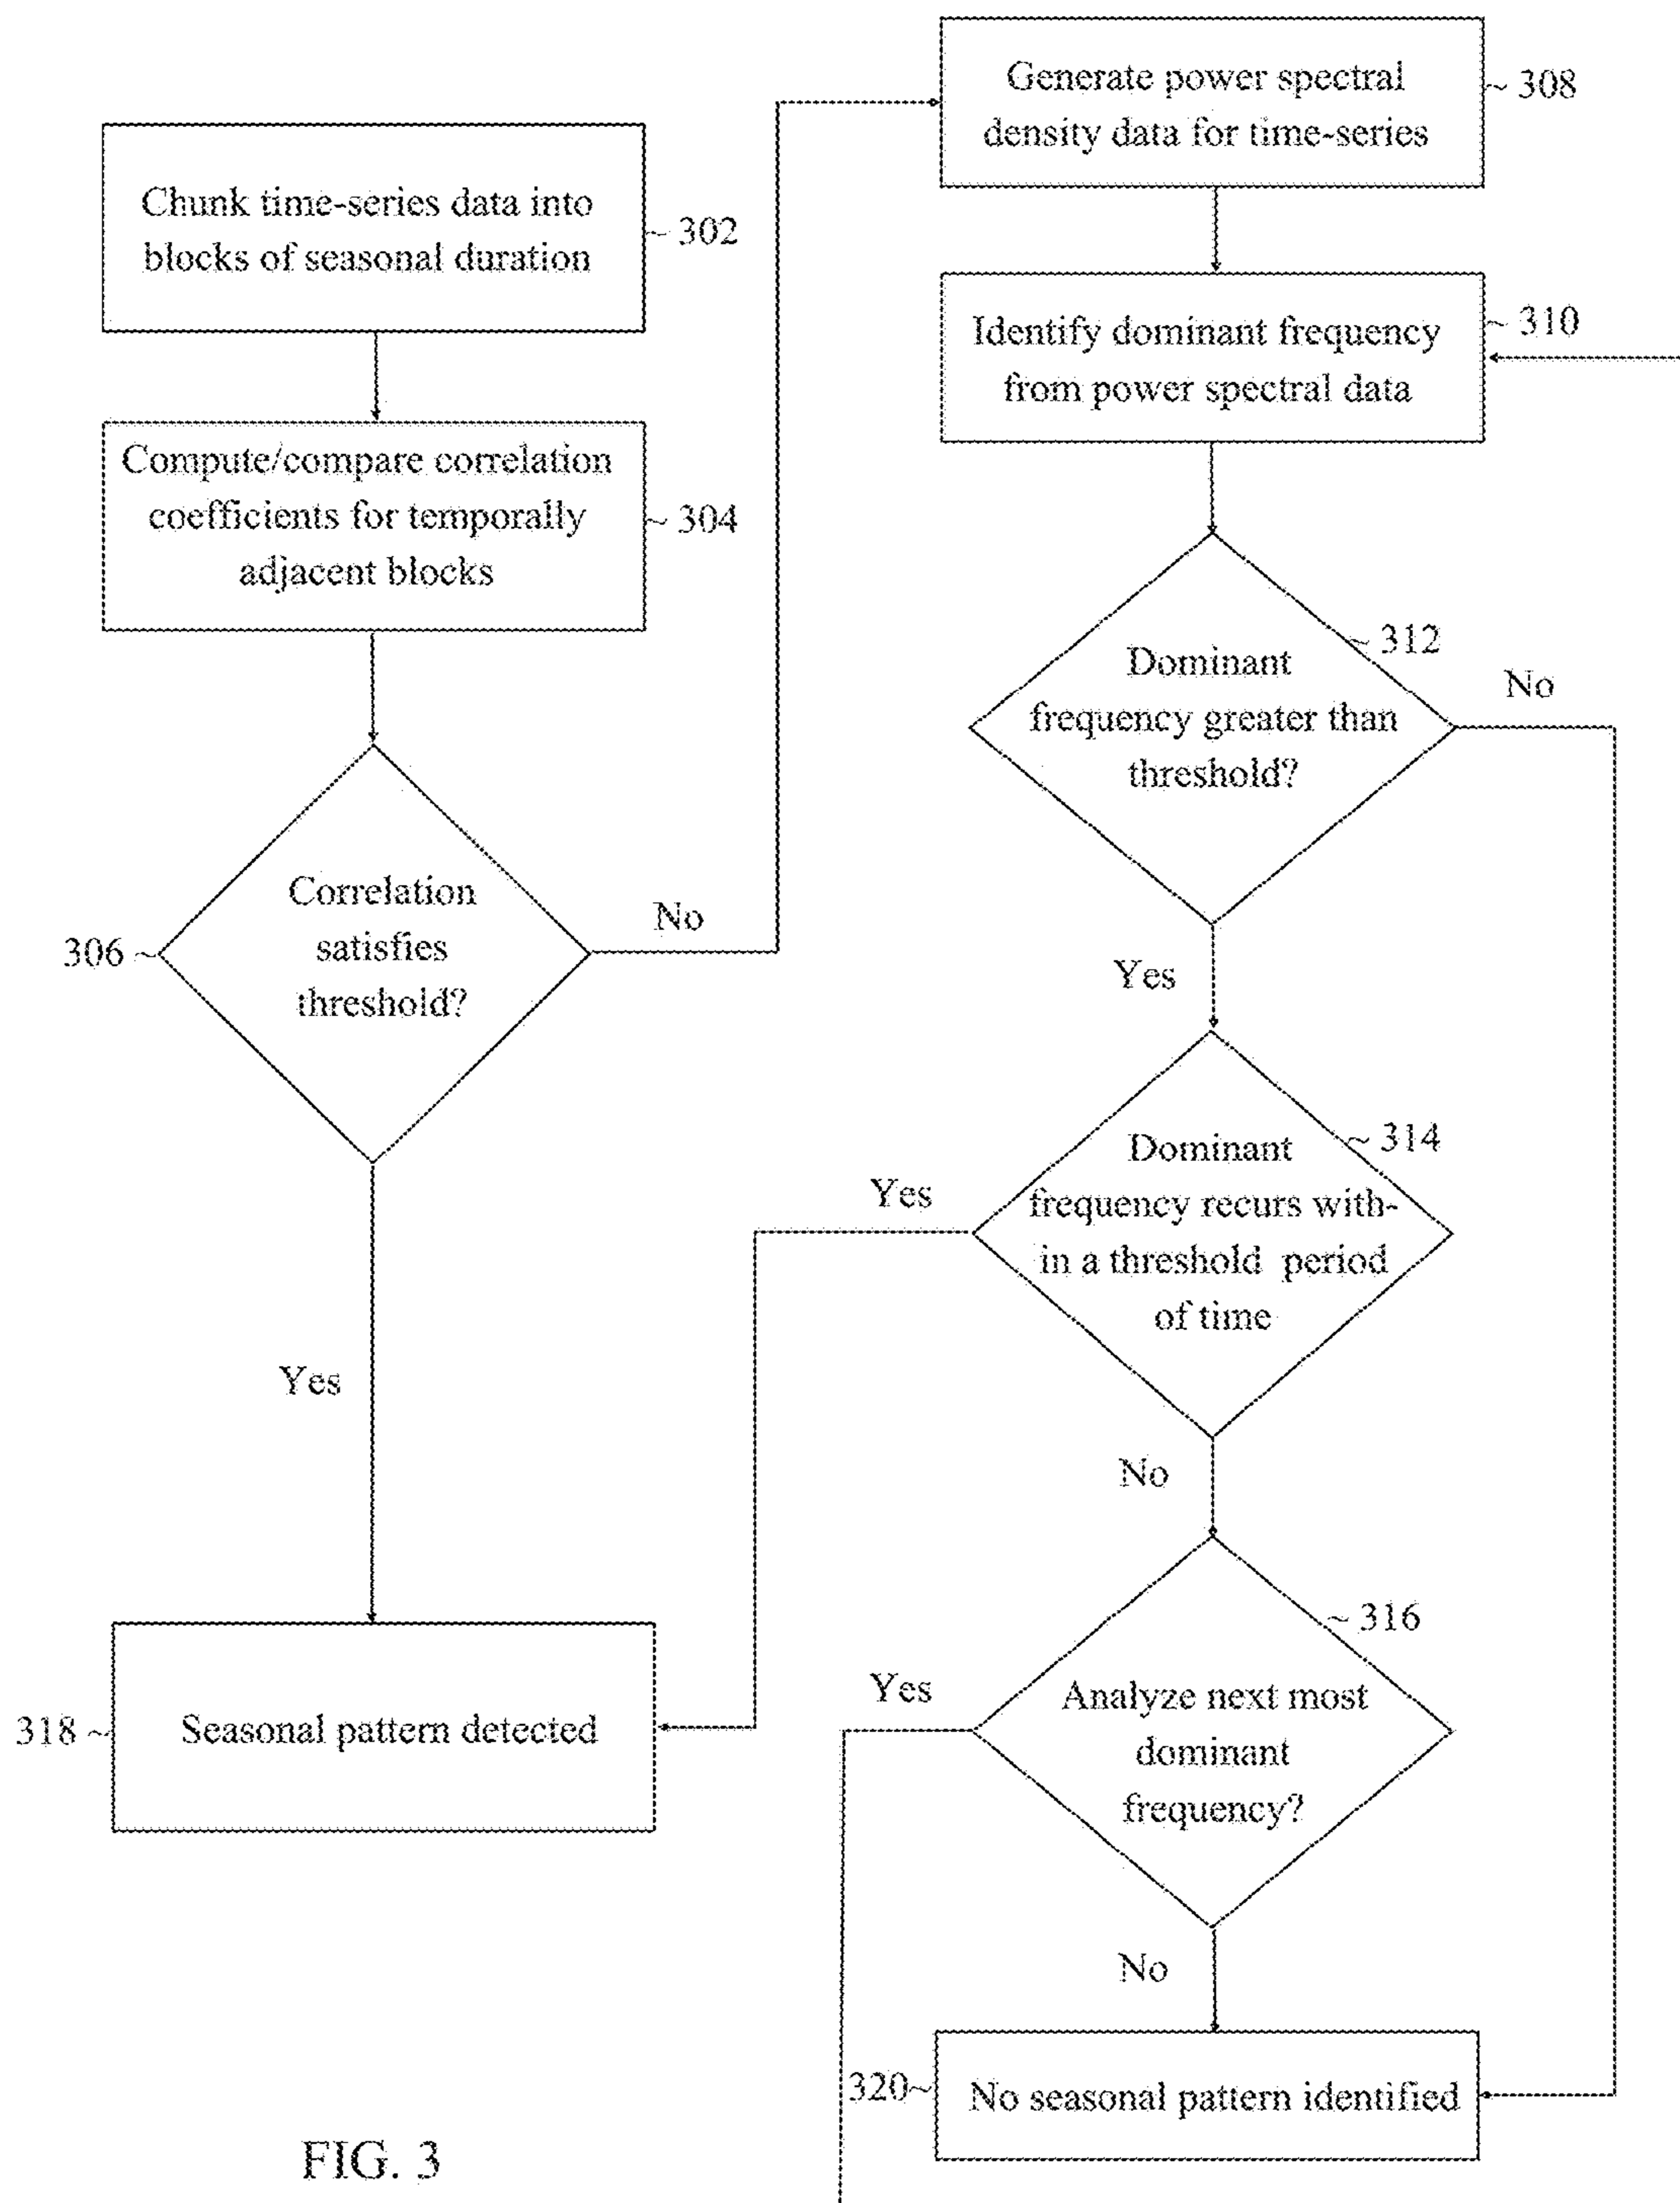 Chunk time-series data into
blocks of seasonal duration
302
Compute/compare correlation
coefficients for temporally
adjacent blocks
304
Correlation
satisfies
threshold?
306
No
Yes
Seasonal pattern detected
318
Generate power spectral
density data for time-series
308
Identify dominant frequency
from power spectral data
310
Dominant
frequency greater than
threshold?
312
No
Yes
Dominant
frequency recurs with-
in a threshold period
of time
314
Yes
No
Analyze next most
dominant
frequency?
316
Yes
No
No seasonal pattern identified
320
FIG. 3